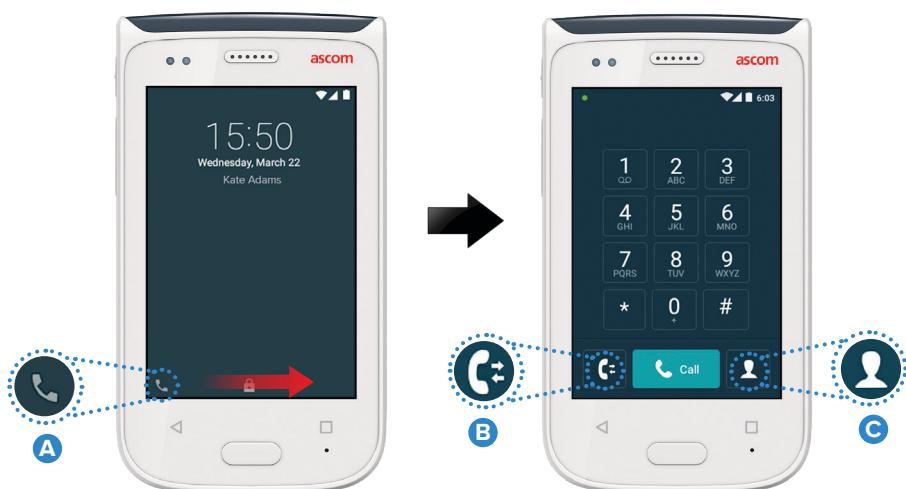 ascom
15:50
Wednesday, March 22
Kate Adams
A
ascom
6:03
1 2 3
ABC DEF
4 5 6
GHI JKL MNO
7 8 9
PQRS TUV WXYZ
* 0 #
+
Call
B
C